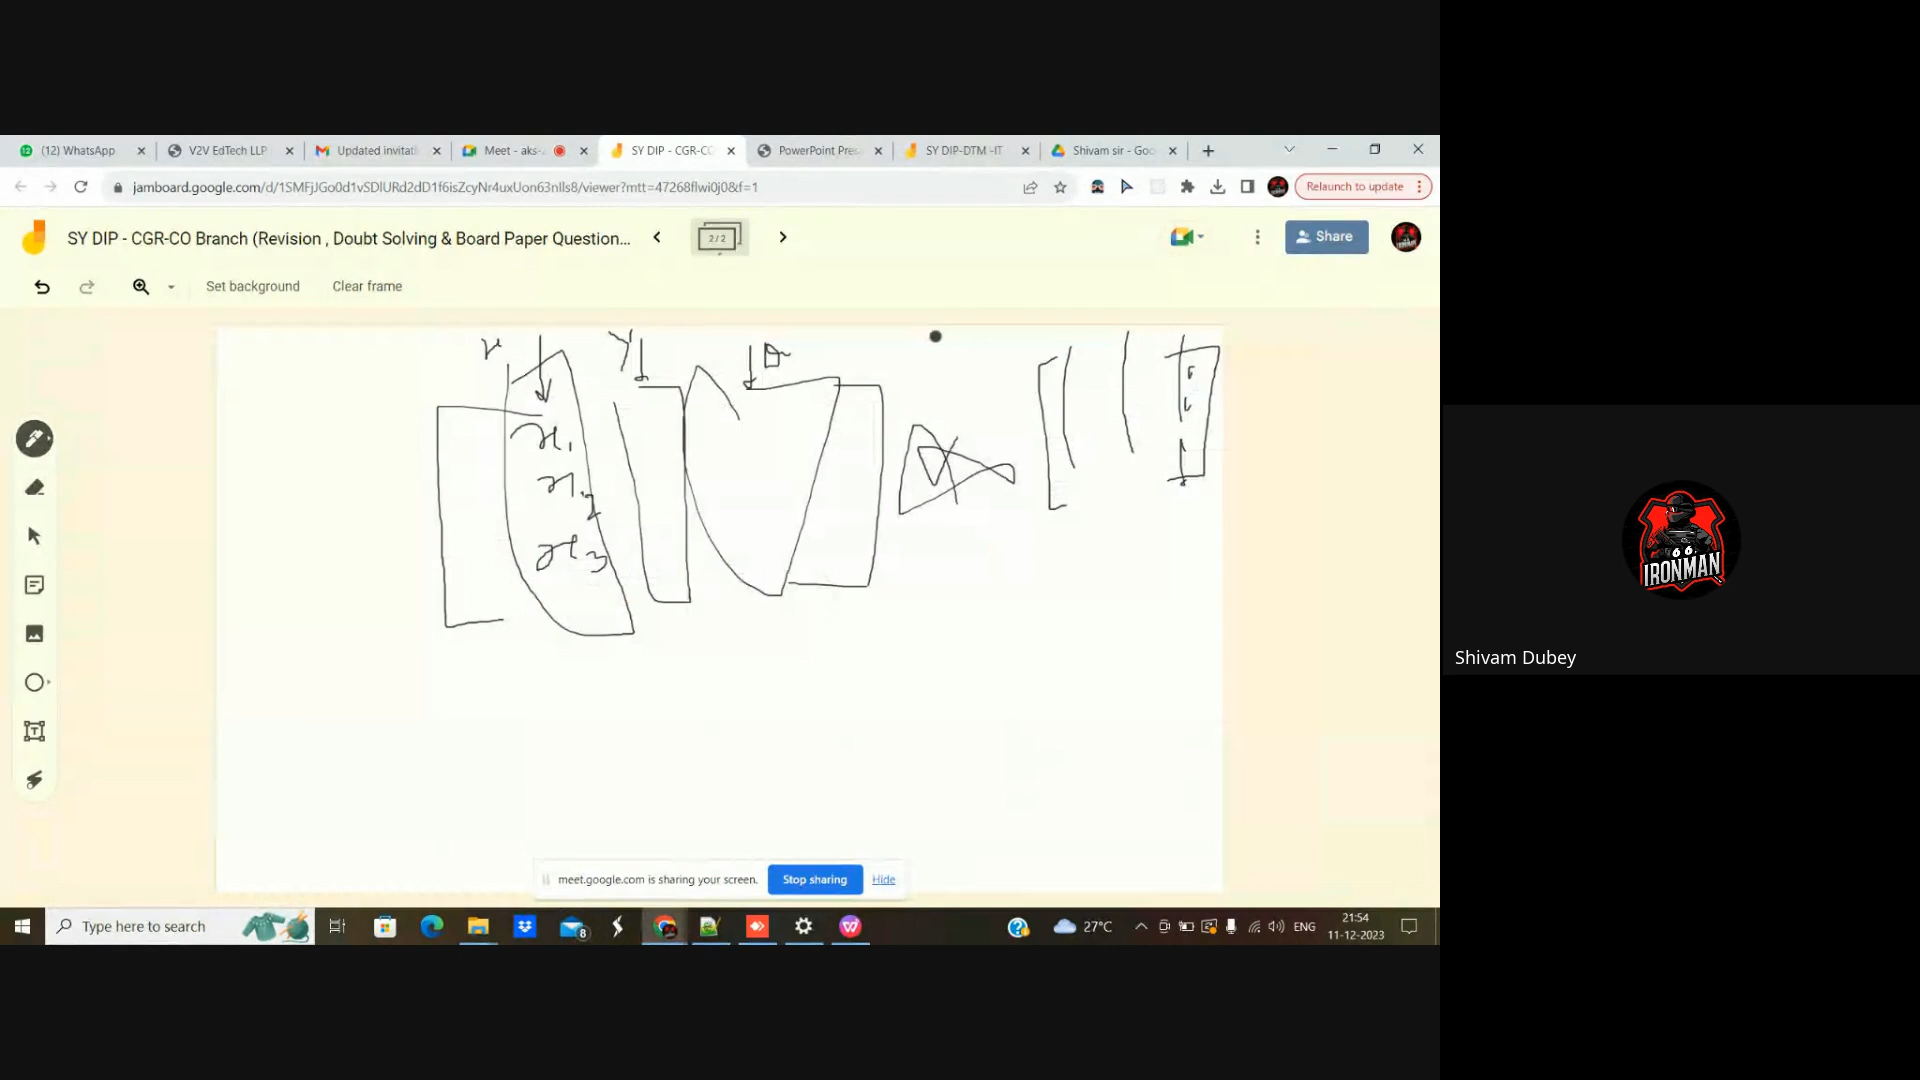 (12) WhatsApp
V2V EdTech LLP
Updated invitati
Meet - aks-
SY DIP - CGR-CO
PowerPoint Pres
SY DIP-DTM -IT
Shivam sir - Goo
jamboard.google.com/d/1SMFjJGo0d1vSDlURd2dD1f6isZcyNr4uxUon63nlls8/viewer?mtt=47268flwi0j0&f=1
Relaunch to update
SY DIP - CGR-CO Branch (Revision , Doubt Solving & Board Paper Question...
2/2
Share
Set background
Clear frame
y
x1
x2
x3
66
IRONMAN
Shivam Dubey
meet.google.com is sharing your screen.
Stop sharing
Hide
Type here to search
8
27°C
ENG
21:54
11-12-2023